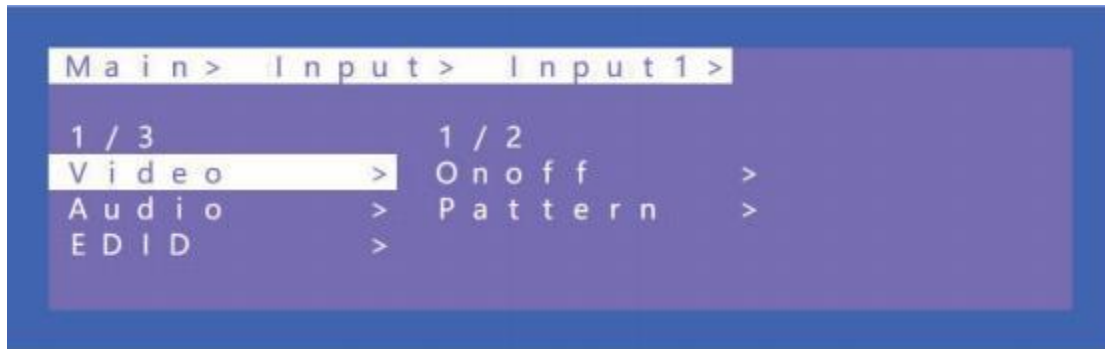 Main> Input> Input1>
1/3 1/2
Video > Onoff >
Audio > Pattern >
EDID >